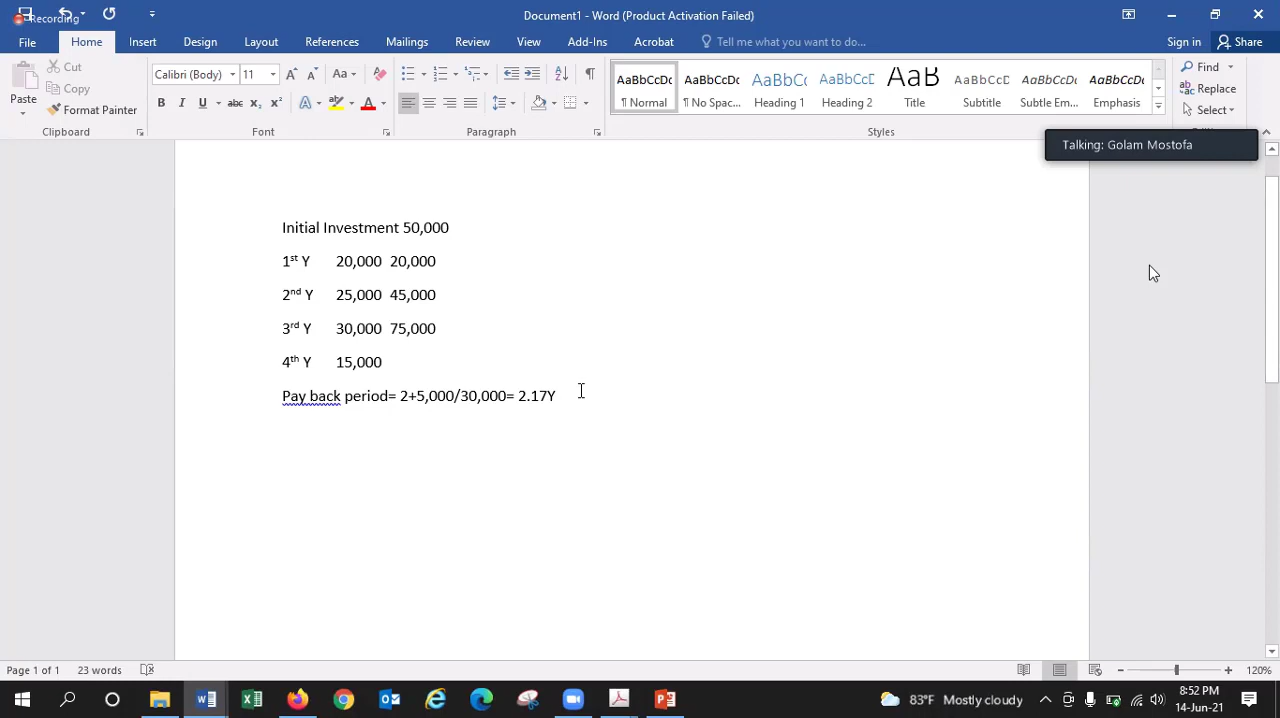 Recording
Document1 - Word (Product Activation Failed)
File Home Insert Design Layout References Mailings Review View Add-Ins Acrobat Tell me what you want to do... Sign in Share
Paste
Cut
Copy
Format Painter
Clipboard
Calibri (Body) 11
Font
Paragraph
AaBbCcDc AaBbCcDc AaBbCc AaBbCcD AaB AaBbCcD AaBbCcDc AaBbCcDc
¶ Normal ¶ No Spac... Heading Heading 2 Title Subtitle Subtle Em... Emphasis
Styles
Find
Replace
Select
Talking: Golam Mostofa
Initial Investment 50,000
1st Y 20,000 20,000
2nd Y 25,000 45,000
3rd Y 30,000 75,000
4th Y 15,000
Pay back period= 2+5,000/30,000= 2.17Y
Page 1 of 1 23 words 120%
83°F Mostly cloudy 8:52 PM
14-Jun-21